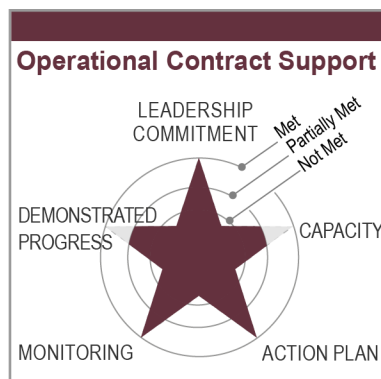 Operational Contract Support
LEADERSHIP
COMMITMENT
Met
Partially Met
Not Met
DEMONSTRATED
PROGRESS
CAPACITY
MONITORING
ACTION PLAN